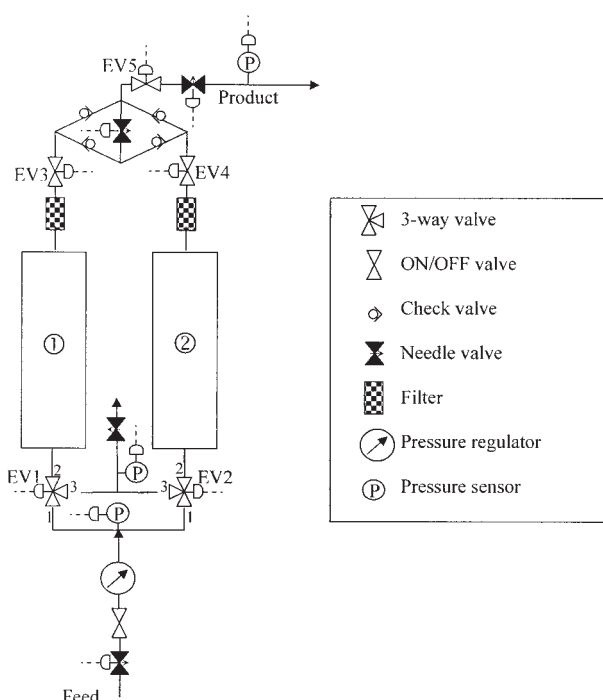 EV5
P
Product
EV3
EV4
①
②
EV1
2
3
1
P
2
3
EV2
1
P
Feed
3-way valve
ON/OFF valve
Check valve
Needle valve
Filter
Pressure regulator
P
Pressure sensor